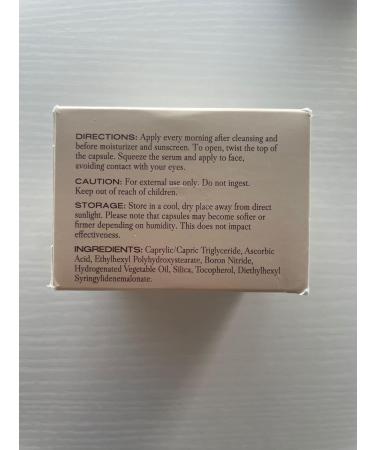 DIRECTIONS: Apply every morning after cleansing and
before moisturizer and sunscreen. To open, twist the top of
the capsule. Squeeze the serum and apply to face,
avoiding contact with your eyes.
CAUTION: For external use only. Do not ingest.
Keep out of reach of children.
STORAGE: Store in a cool, dry place away from direct
sunlight. Please note that capsules may become softer or
firmer depending on humidity. This does not impact
effectiveness.
INGREDIENTS: Caprylic/Capric Triglyceride, Ascorbic
Acid, Ethylhexyl Polyhydroxystearate, Boron Nitride,
Hydrogenated Vegetable Oil, Silica, Tocopherol, Diethylhexyl
Syringylidenemalonate.